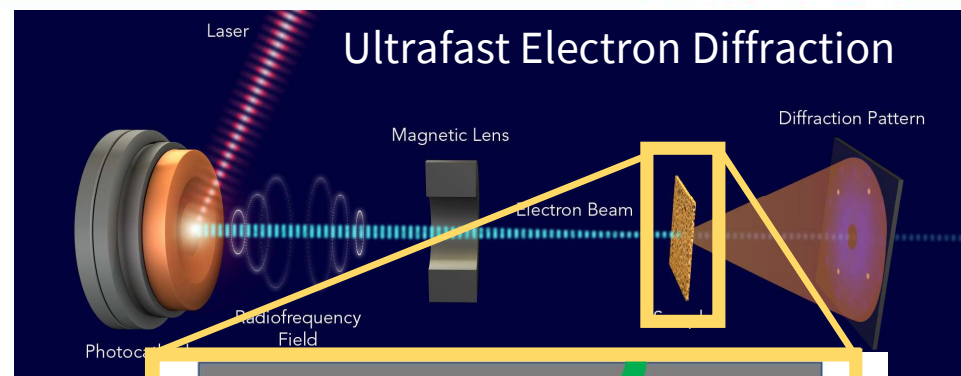 Laser
Ultrafast Electron Diffraction
Diffraction Pattern
Magnetic Lens
Electron Beam
Radiofrequency
Field